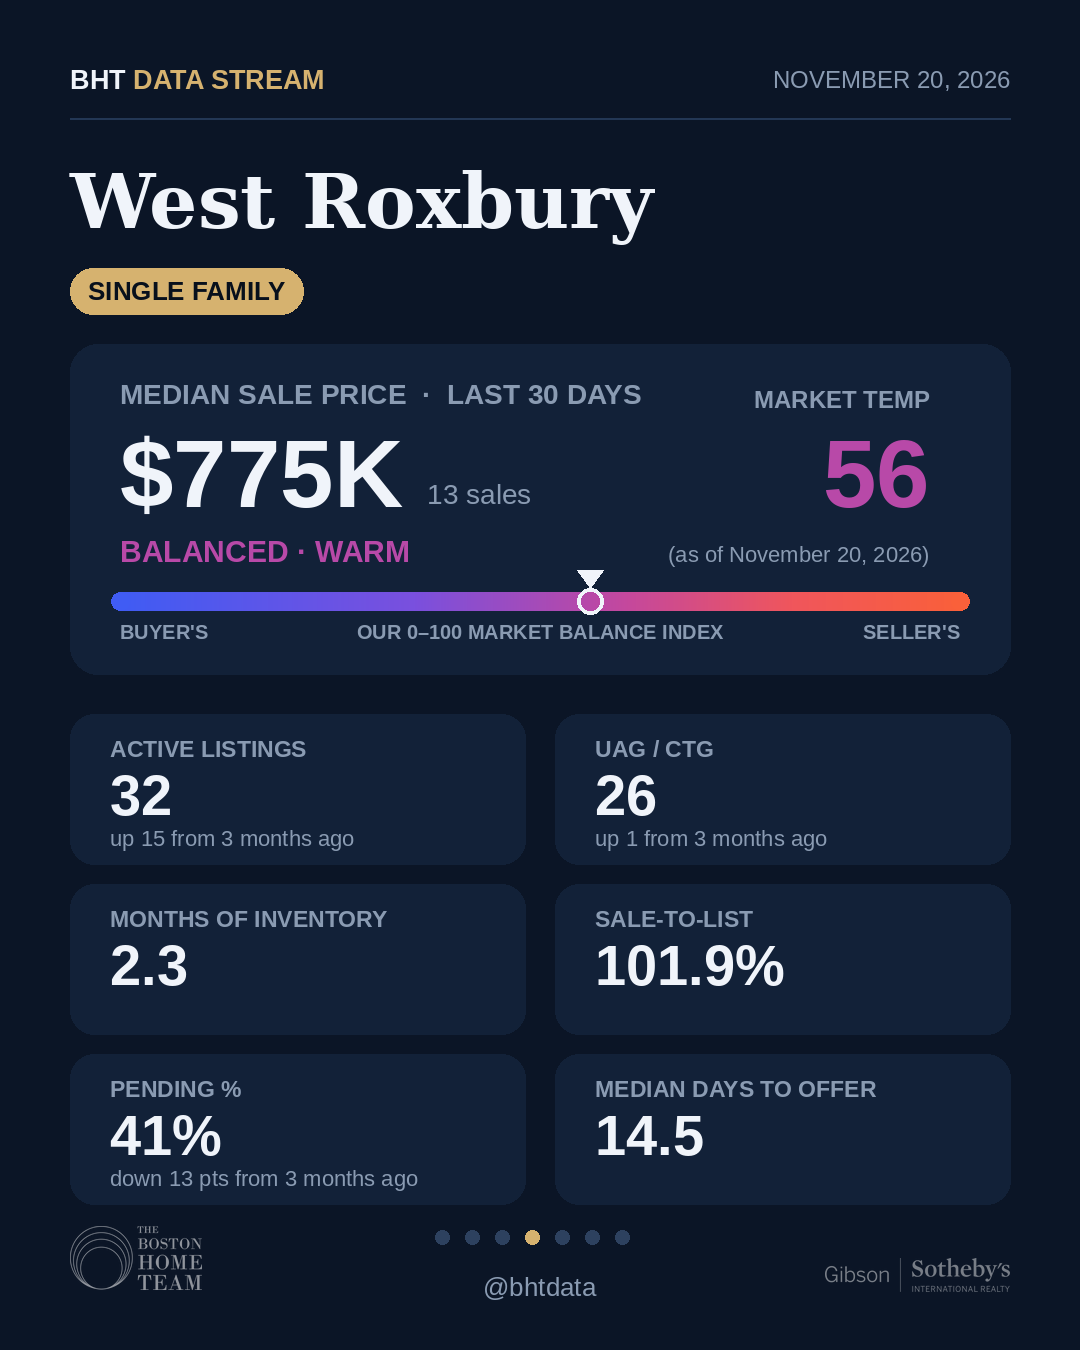 BHT DATA STREAM
NOVEMBER 20, 2026
West Roxbury
SINGLE FAMILY
MEDIAN SALE PRICE · LAST 30 DAYS
MARKET TEMP
$775K 13 sales
56
BALANCED · WARM
(as of November 20, 2026)
BUYER'S
OUR 0–100 MARKET BALANCE INDEX
SELLER'S
ACTIVE LISTINGS
32
up 15 from 3 months ago
UAG / CTG
26
up 1 from 3 months ago
MONTHS OF INVENTORY
2.3
SALE-TO-LIST
101.9%
PENDING %
41%
down 13 pts from 3 months ago
MEDIAN DAYS TO OFFER
14.5
THE
BOSTON
HOME
TEAM
@bhtdata
Gibson
Sotheby's
INTERNATIONAL REALTY